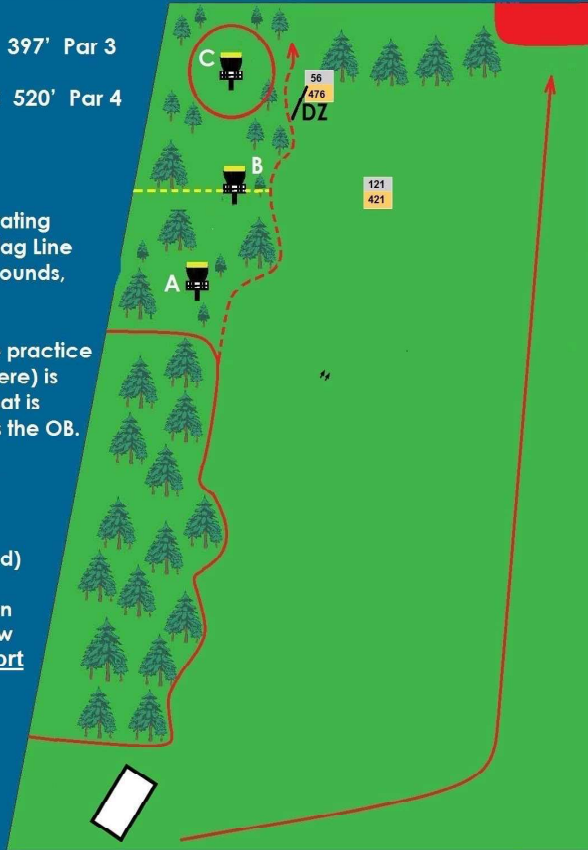 397' Par 3
520' Par 4
C
56
476
DZ
B
121
421
ating
ag Line
ounds,
A
practice
ere) is
at is
the OB.
d)
n
w
ort